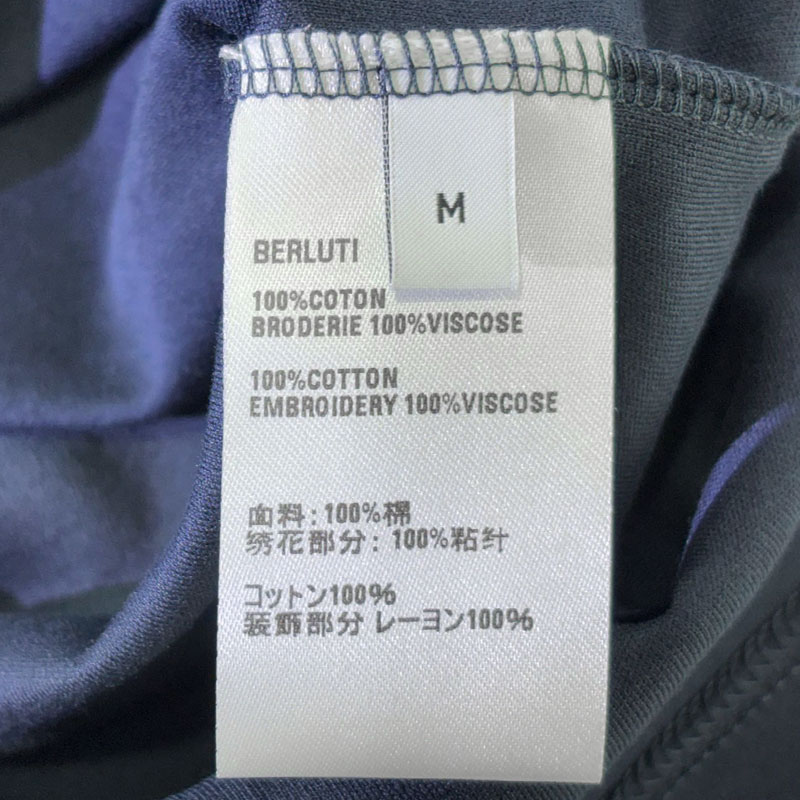 M
BERLUTI
100%COTON
BRODERIE 100%VISCOSE
100%COTTON
EMBROIDERY 100%VISCOSE
面料：100%棉
绣花部分：100%粘针
コットン100%
装飾部分 レーヨン100%